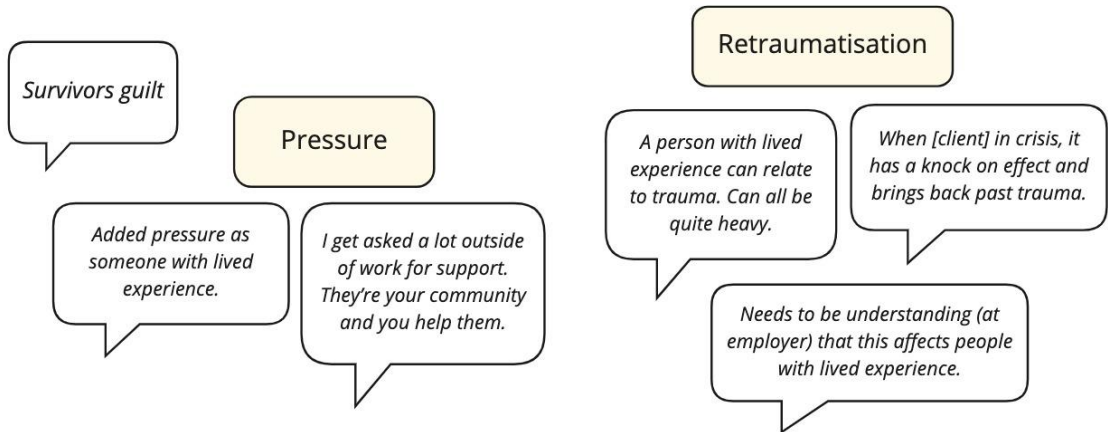 Survivors guilt
Pressure
Added pressure as
someone with lived
experience.
I get asked a lot outside
of work for support.
They're your community
and you help them.
Retraumatisation
A person with lived
experience can relate
to trauma. Can all be
quite heavy.
When [client] in crisis, it
has a knock on effect and
brings back past trauma.
Needs to be understanding (at
employer) that this affects people
with lived experience.